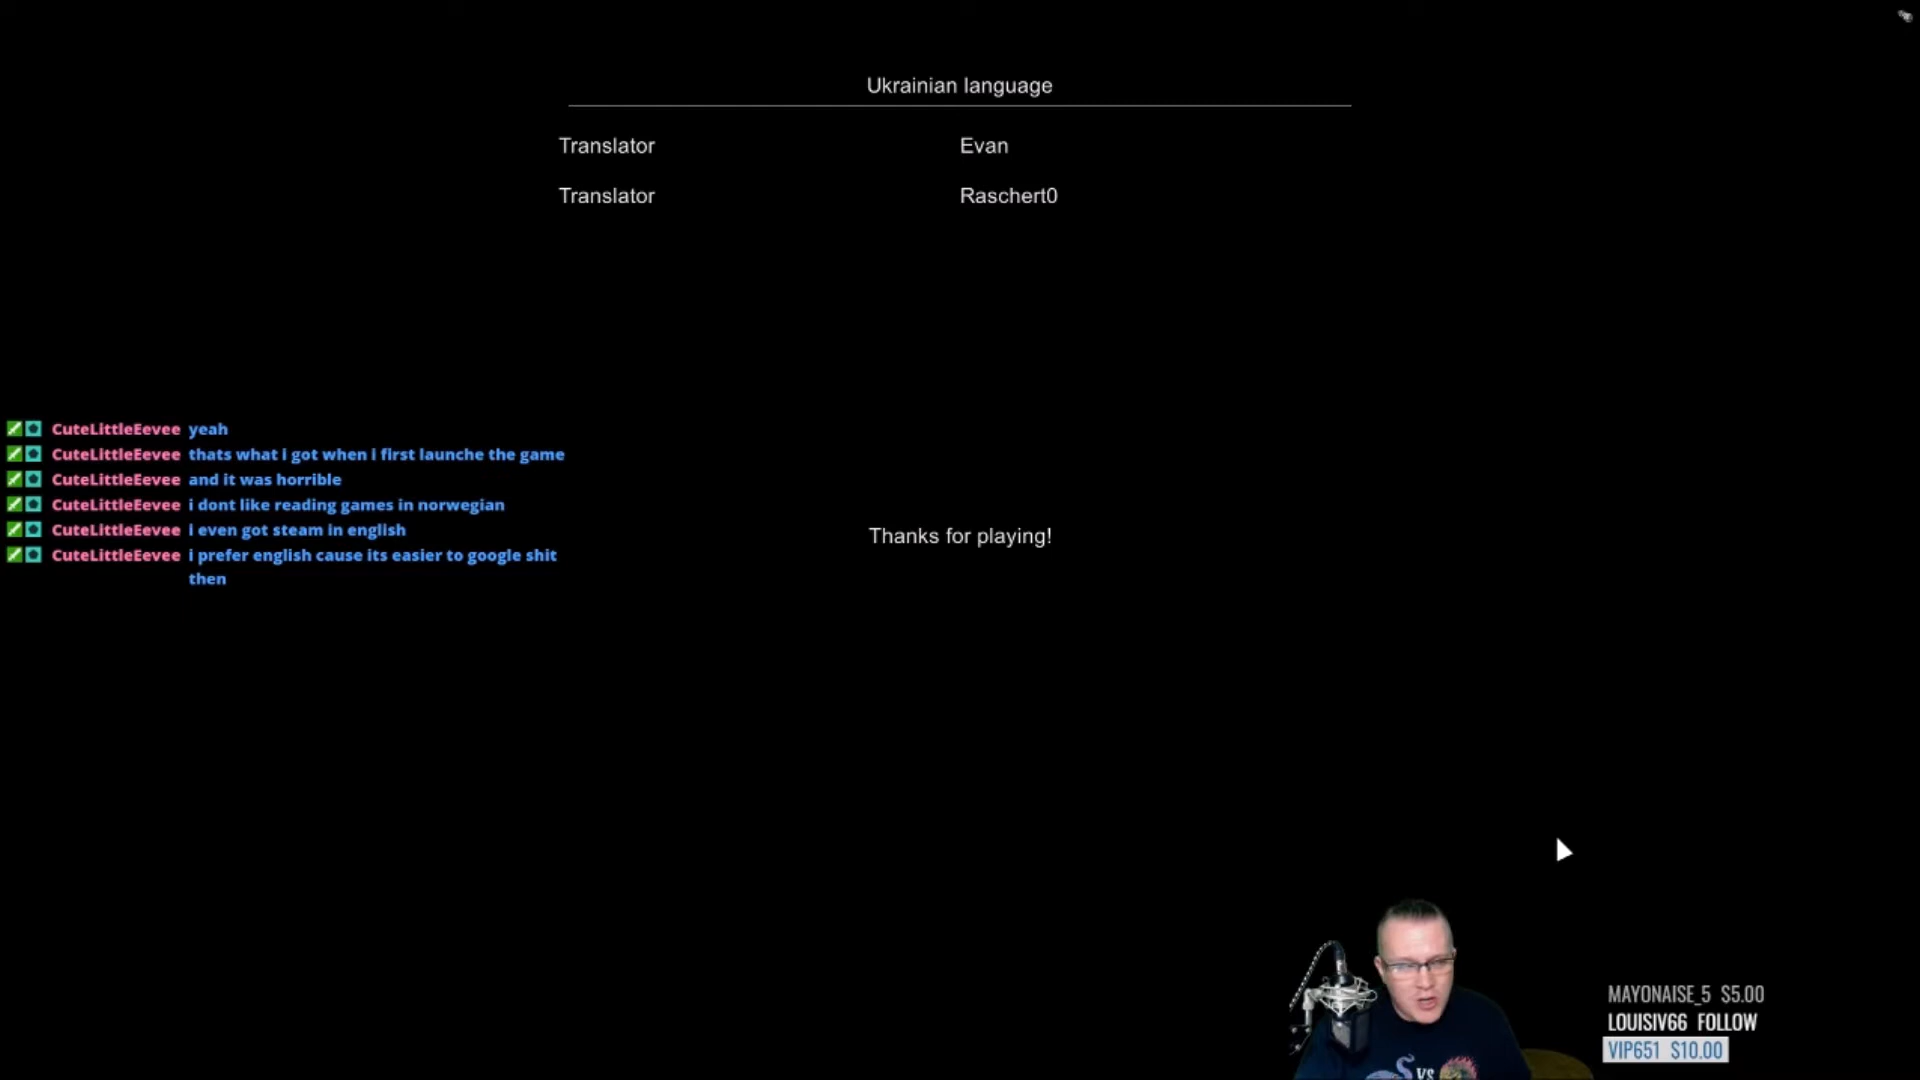 Ukrainian language
Translator Evan
Translator Raschert0
CuteLittleEevee yeah
CuteLittleEevee thats what i got when i first launche the game
CuteLittleEevee and it was horrible
CuteLittleEevee i dont like reading games in norwegian
CuteLittleEevee i even got steam in english
CuteLittleEevee i prefer english cause its easier to google shit
then
Thanks for playing!
MAYONAISE_5 $5.00
LOUISIV66 FOLLOW
VIP651 $10.00
VS